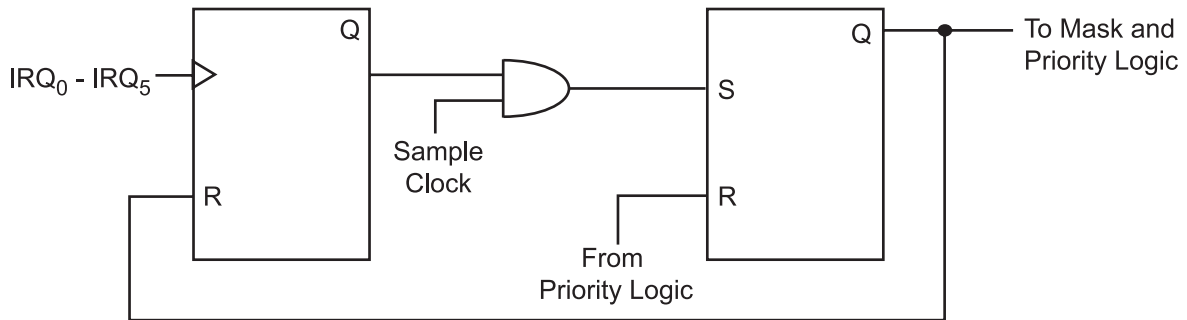 Q
IRQ₀ - IRQ₅
R
Sample
Clock
S
R
From
Priority Logic
Q
To Mask and
Priority Logic